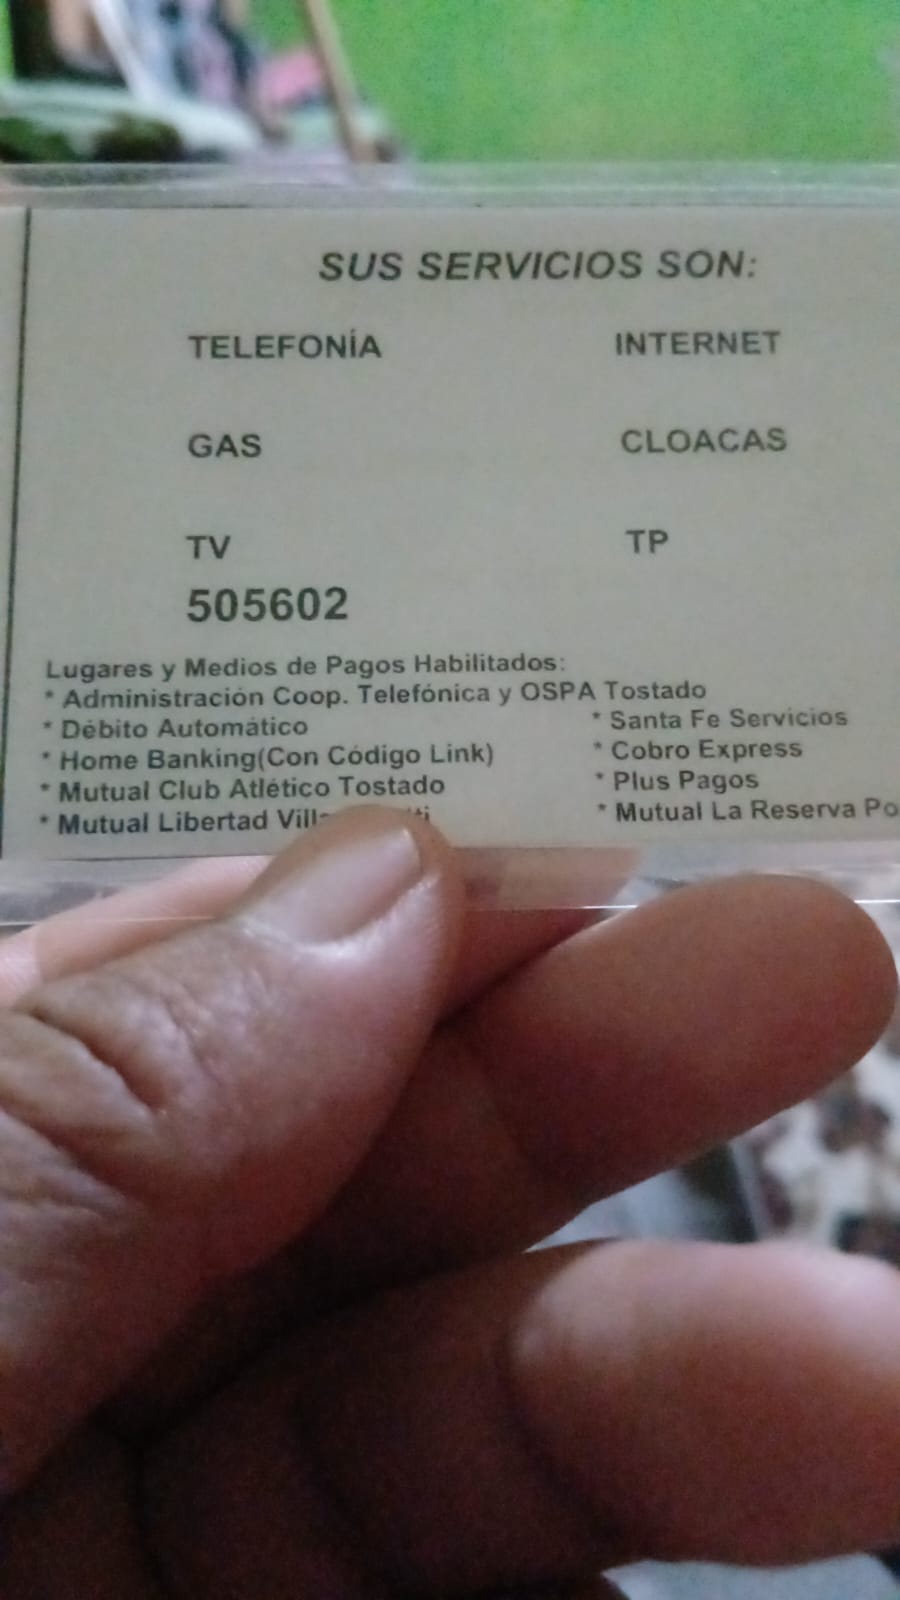 SUS SERVICIOS SON:
TELEFONÍA INTERNET
GAS CLOACAS
TV TP
505602
Lugares y Medios de Pagos Habilitados:
* Administración Coop. Telefónica y OSPA Tostado
* Débito Automático * Santa Fe Servicios
* Home Banking(Con Código Link) * Cobro Express
* Mutual Club Atlético Tostado * Plus Pagos
* Mutual Libertad * Mutual La Reserva